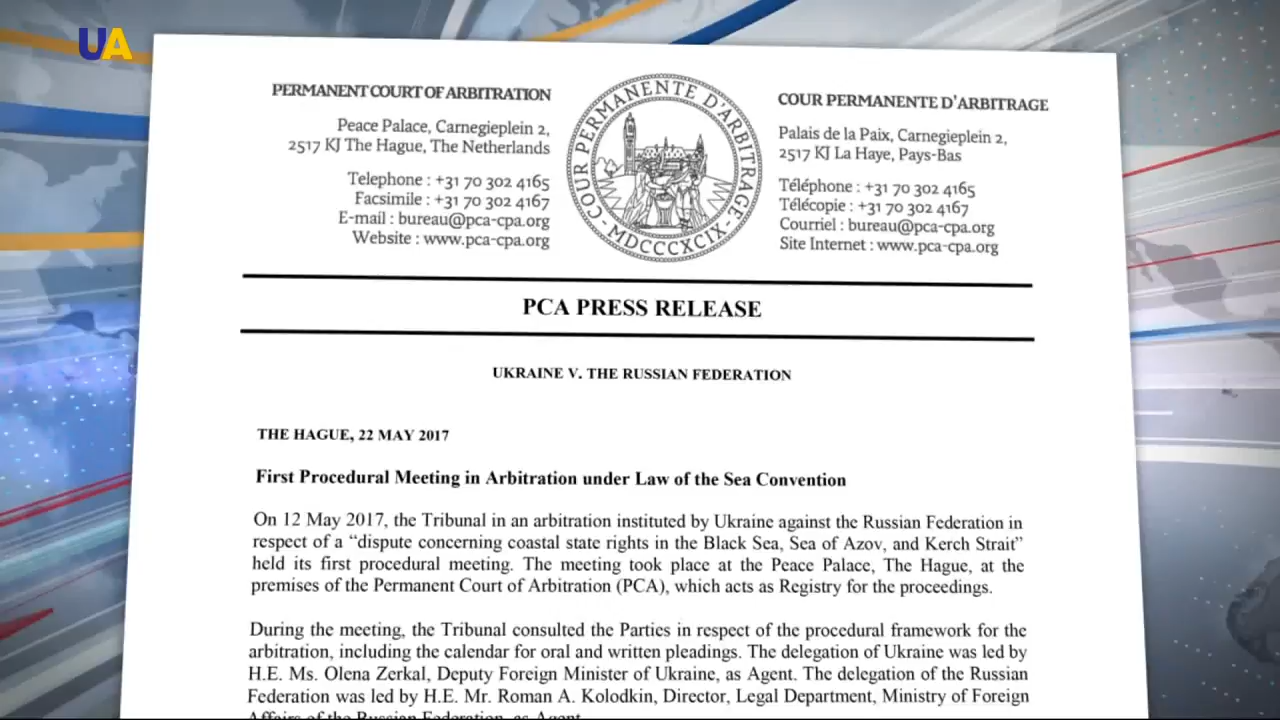 UA
PERMANENT COURT OF ARBITRATION
Peace Palace, Carnegieplein 2,
2517 KJ The Hague, The Netherlands
Telephone : +31 70 302 4165
Facsimile : +31 70 302 4167
E-mail : bureau@pca-cpa.org
Website : www.pca-cpa.org
COUR PERMANENTE D'ARBITRAGE
MDCCCXCIX
COUR PERMANENTE D'ARBITRAGE
Palais de la Paix, Carnegieplein 2,
2517 KJ La Haye, Pays-Bas
Téléphone : +31 70 302 4165
Télécopie : +31 70 302 4167
Courriel : bureau@pca-cpa.org
Site Internet : www.pca-cpa.org
PCA PRESS RELEASE
UKRAINE V. THE RUSSIAN FEDERATION
THE HAGUE, 22 MAY 2017
First Procedural Meeting in Arbitration under Law of the Sea Convention
On 12 May 2017, the Tribunal in an arbitration instituted by Ukraine against the Russian Federation in
respect of a “dispute concerning coastal state rights in the Black Sea, Sea of Azov, and Kerch Strait”
held its first procedural meeting. The meeting took place at the Peace Palace, The Hague, at the
premises of the Permanent Court of Arbitration (PCA), which acts as Registry for the proceedings.
During the meeting, the Tribunal consulted the Parties in respect of the procedural framework for the
arbitration, including the calendar for oral and written pleadings. The delegation of Ukraine was led by
H.E. Ms. Olena Zerkal, Deputy Foreign Minister of Ukraine, as Agent. The delegation of the Russian
Federation was led by H.E. Mr. Roman A. Kolodkin, Director, Legal Department, Ministry of Foreign
Affairs of the Russian Federation, as Agent.